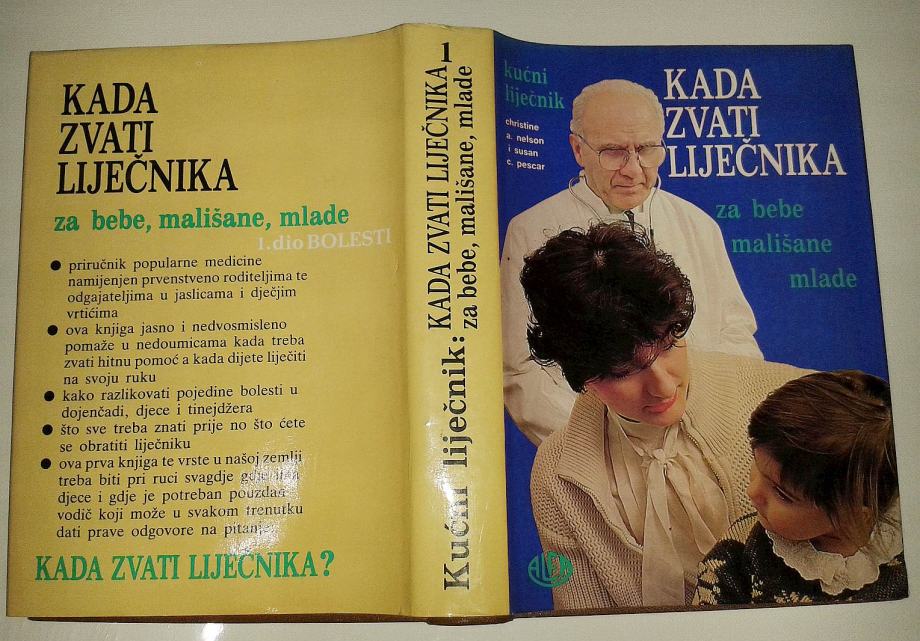 KADA
ZVATI
LIJEČNIKA
za bebe, mališane, mlade
1. dio BOLESTI
● priručnik popularne medicine
namijenjen prvenstveno roditeljima te
odgajateljima u jaslicama i dječjim
vrtićima
● ova knjiga jasno i nedvosmisleno
pomaže u nedoumicama kada treba
zvati hitnu pomoć a kada dijete liječiti
na svoju ruku
● kako razlikovati pojedine bolesti u
dojenčadi, djece i tinejdžera
● što sve treba znati prije no što ćete
se obratiti liječniku
● ova prva knjiga te vrste u našoj zemlji
treba biti pri ruci svagdje gdje
djece i gdje je potreban pouzdan
vodič koji može u svakom trenutku
dati prave odgovore na pitanje
KADA ZVATI LIJEČNIKA?
Kućni liječnik: KADA ZVATI LIJEČNIKA 1
za bebe, mališane, mlade
kućni
liječnik
christine
a. nelson
i susan
c. pescar
KADA
ZVATI
LIJEČNIKA
za bebe
mališane
mlade
ALFA